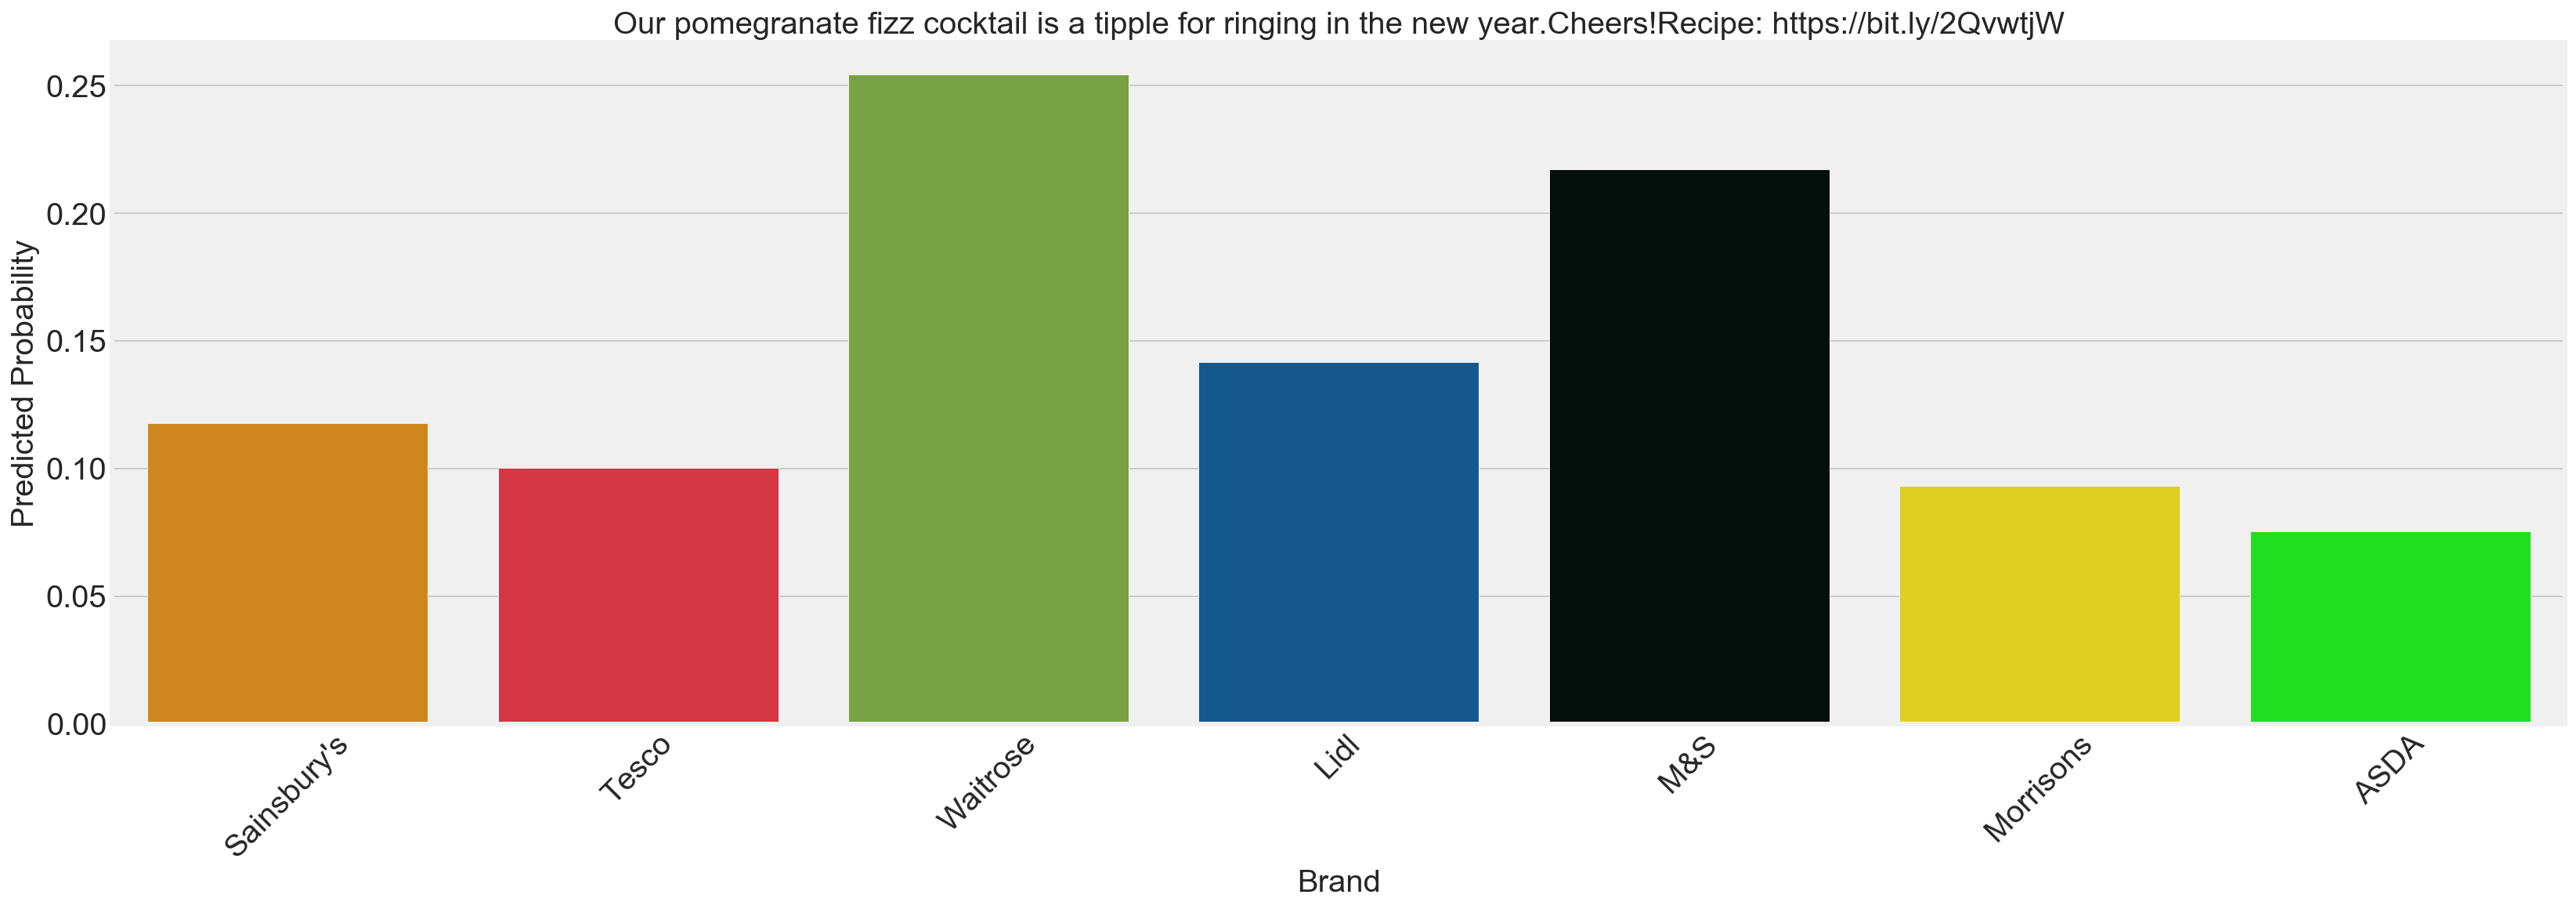 Our pomegranate fizz cocktail is a tipple for ringing in the new year.Cheers!Recipe: https://bit.ly/2QvwtjW
Predicted Probability
0.25
0.20
0.15
0.10
0.05
0.00
Sainsbury's
Tesco
Waitrose
Lidl
M&S
Morrisons
ASDA
Brand